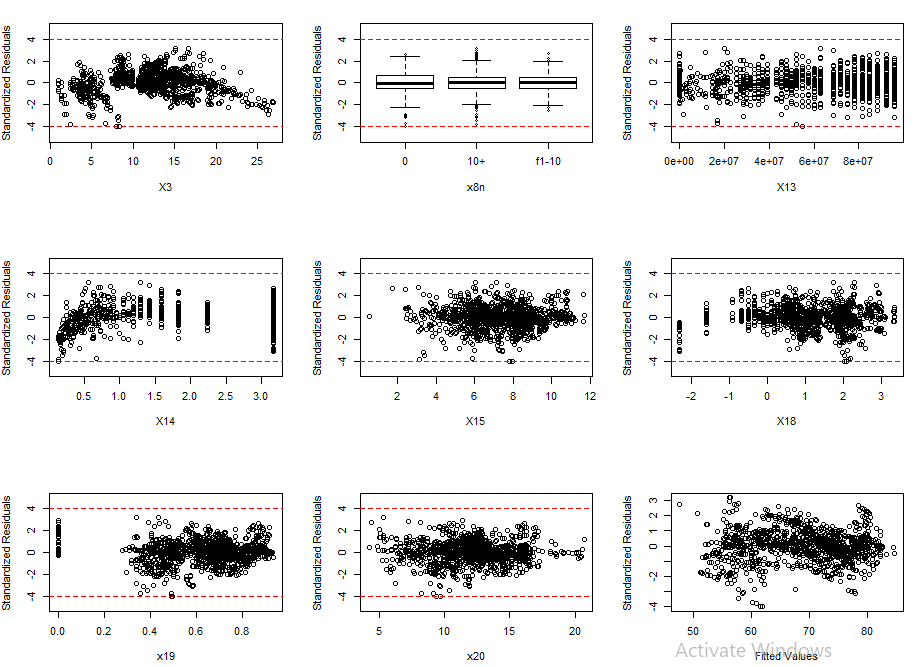 Standardized Residuals
4
2
0
-2
-4
0 5 10 15 20 25
X3
Standardized Residuals
4
2
0
-2
-4
0 10+ f1-10
x8n
Standardized Residuals
4
2
0
-2
-4
0e+00 2e+07 4e+07 6e+07 8e+07
X13
Standardized Residuals
4
2
0
-2
-4
0.5 1.0 1.5 2.0 2.5 3.0
X14
Standardized Residuals
4
2
0
-2
-4
2 4 6 8 10 12
X15
Standardized Residuals
4
2
0
-2
-4
-2 -1 0 1 2 3
X18
Standardized Residuals
4
2
0
-2
-4
0.0 0.2 0.4 0.6 0.8
x19
Standardized Residuals
4
2
0
-2
-4
5 10 15 20
x20
Standardized Residuals
3
2
1
0
-2
-4
50 60 70 80
Fitted Values
Activate Windows